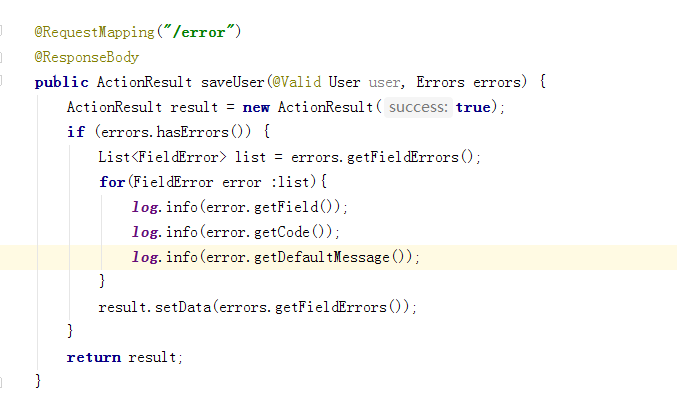 @RequestMapping("/error")
@ResponseBody
public ActionResult saveUser(@Valid User user, Errors errors) {
ActionResult result = new ActionResult( success: true);
if (errors.hasErrors()) {
List<FieldError> list = errors.getFieldErrors();
for(FieldError error :list){
log.info(error.getField());
log.info(error.getCode());
log.info(error.getDefaultMessage());
}
result.setData(errors.getFieldErrors());
}
return result;
}